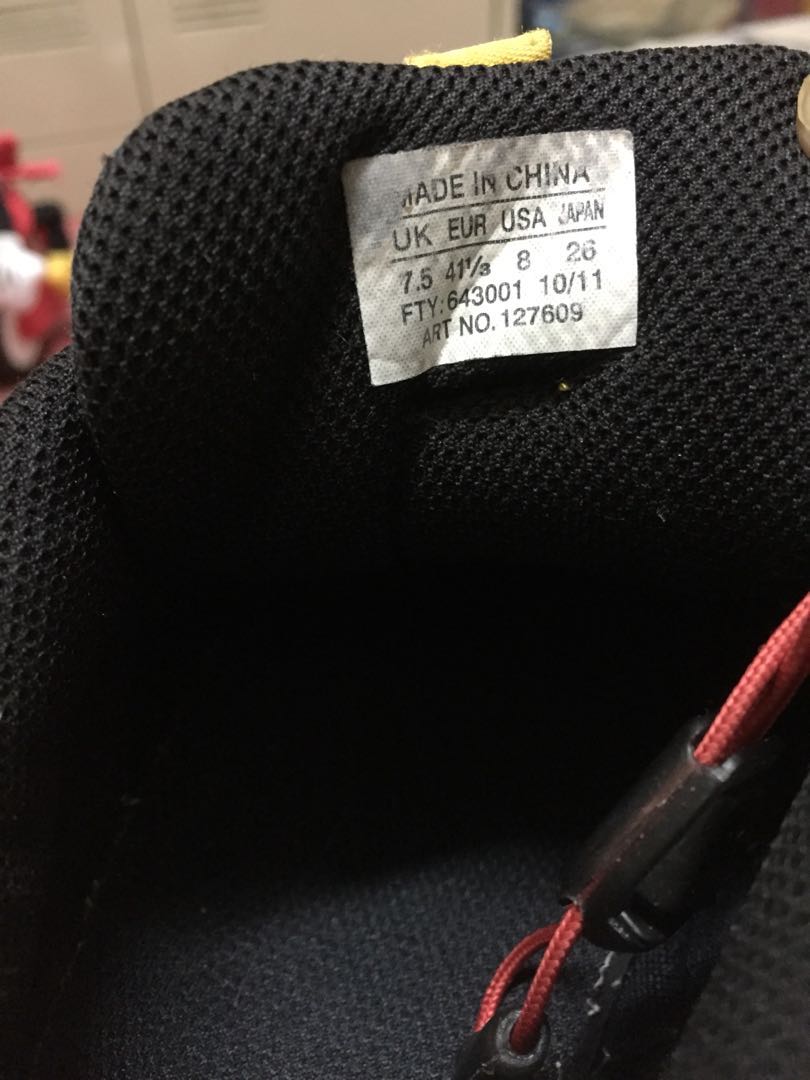 MADE IN CHINA
UK EUR USA JAPAN
7.5 41⅓ 8 26
FTY: 643001 10/11
ART NO. 127609